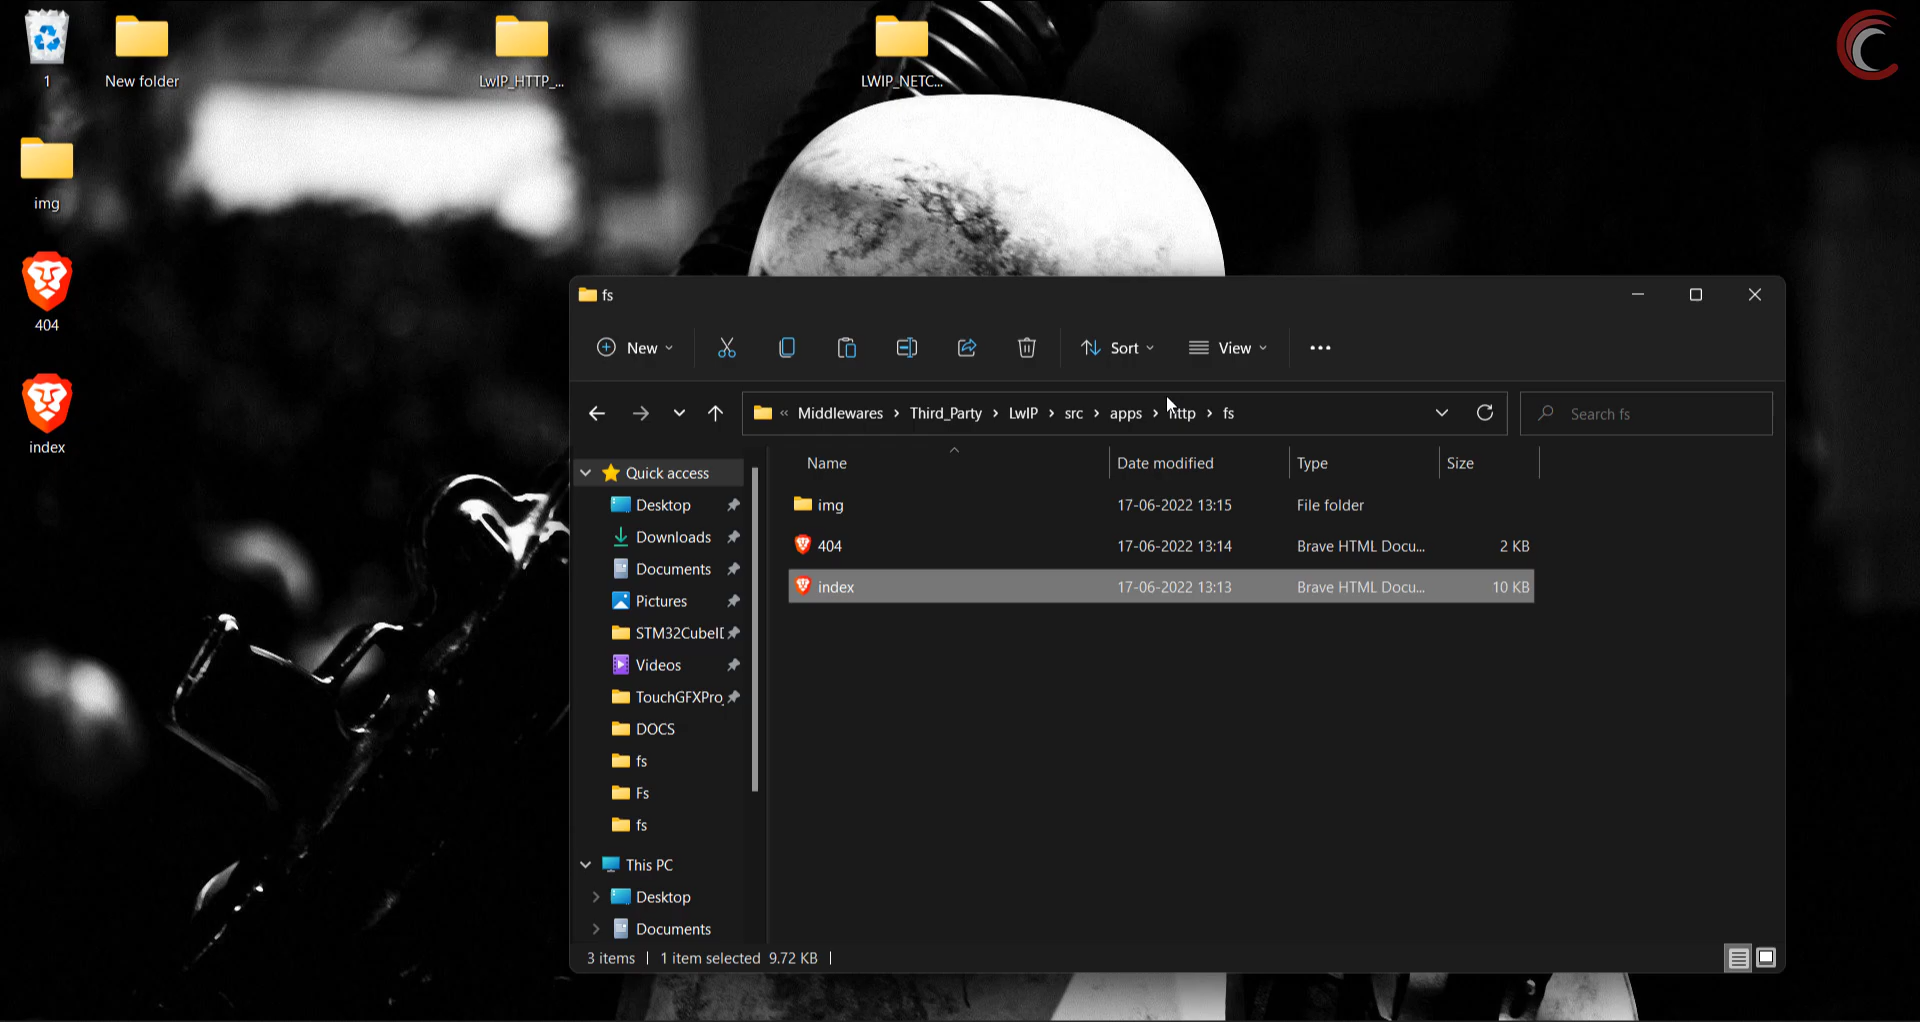 1
New folder
LwIP_HTTP_...
LWIP_NETC...
img
404
index
fs
New
Sort
View
« Middlewares › Third_Party › LwIP › src › apps › http › fs
Search fs
Name
Date modified
Type
Size
Quick access
Desktop
Downloads
Documents
Pictures
STM32CubeID
Videos
TouchGFXPro
DOCS
fs
Fs
fs
This PC
Desktop
Documents
img 17-06-2022 13:15 File folder
404 17-06-2022 13:14 Brave HTML Docu... 2 KB
index 17-06-2022 13:13 Brave HTML Docu... 10 KB
3 items 1 item selected 9.72 KB